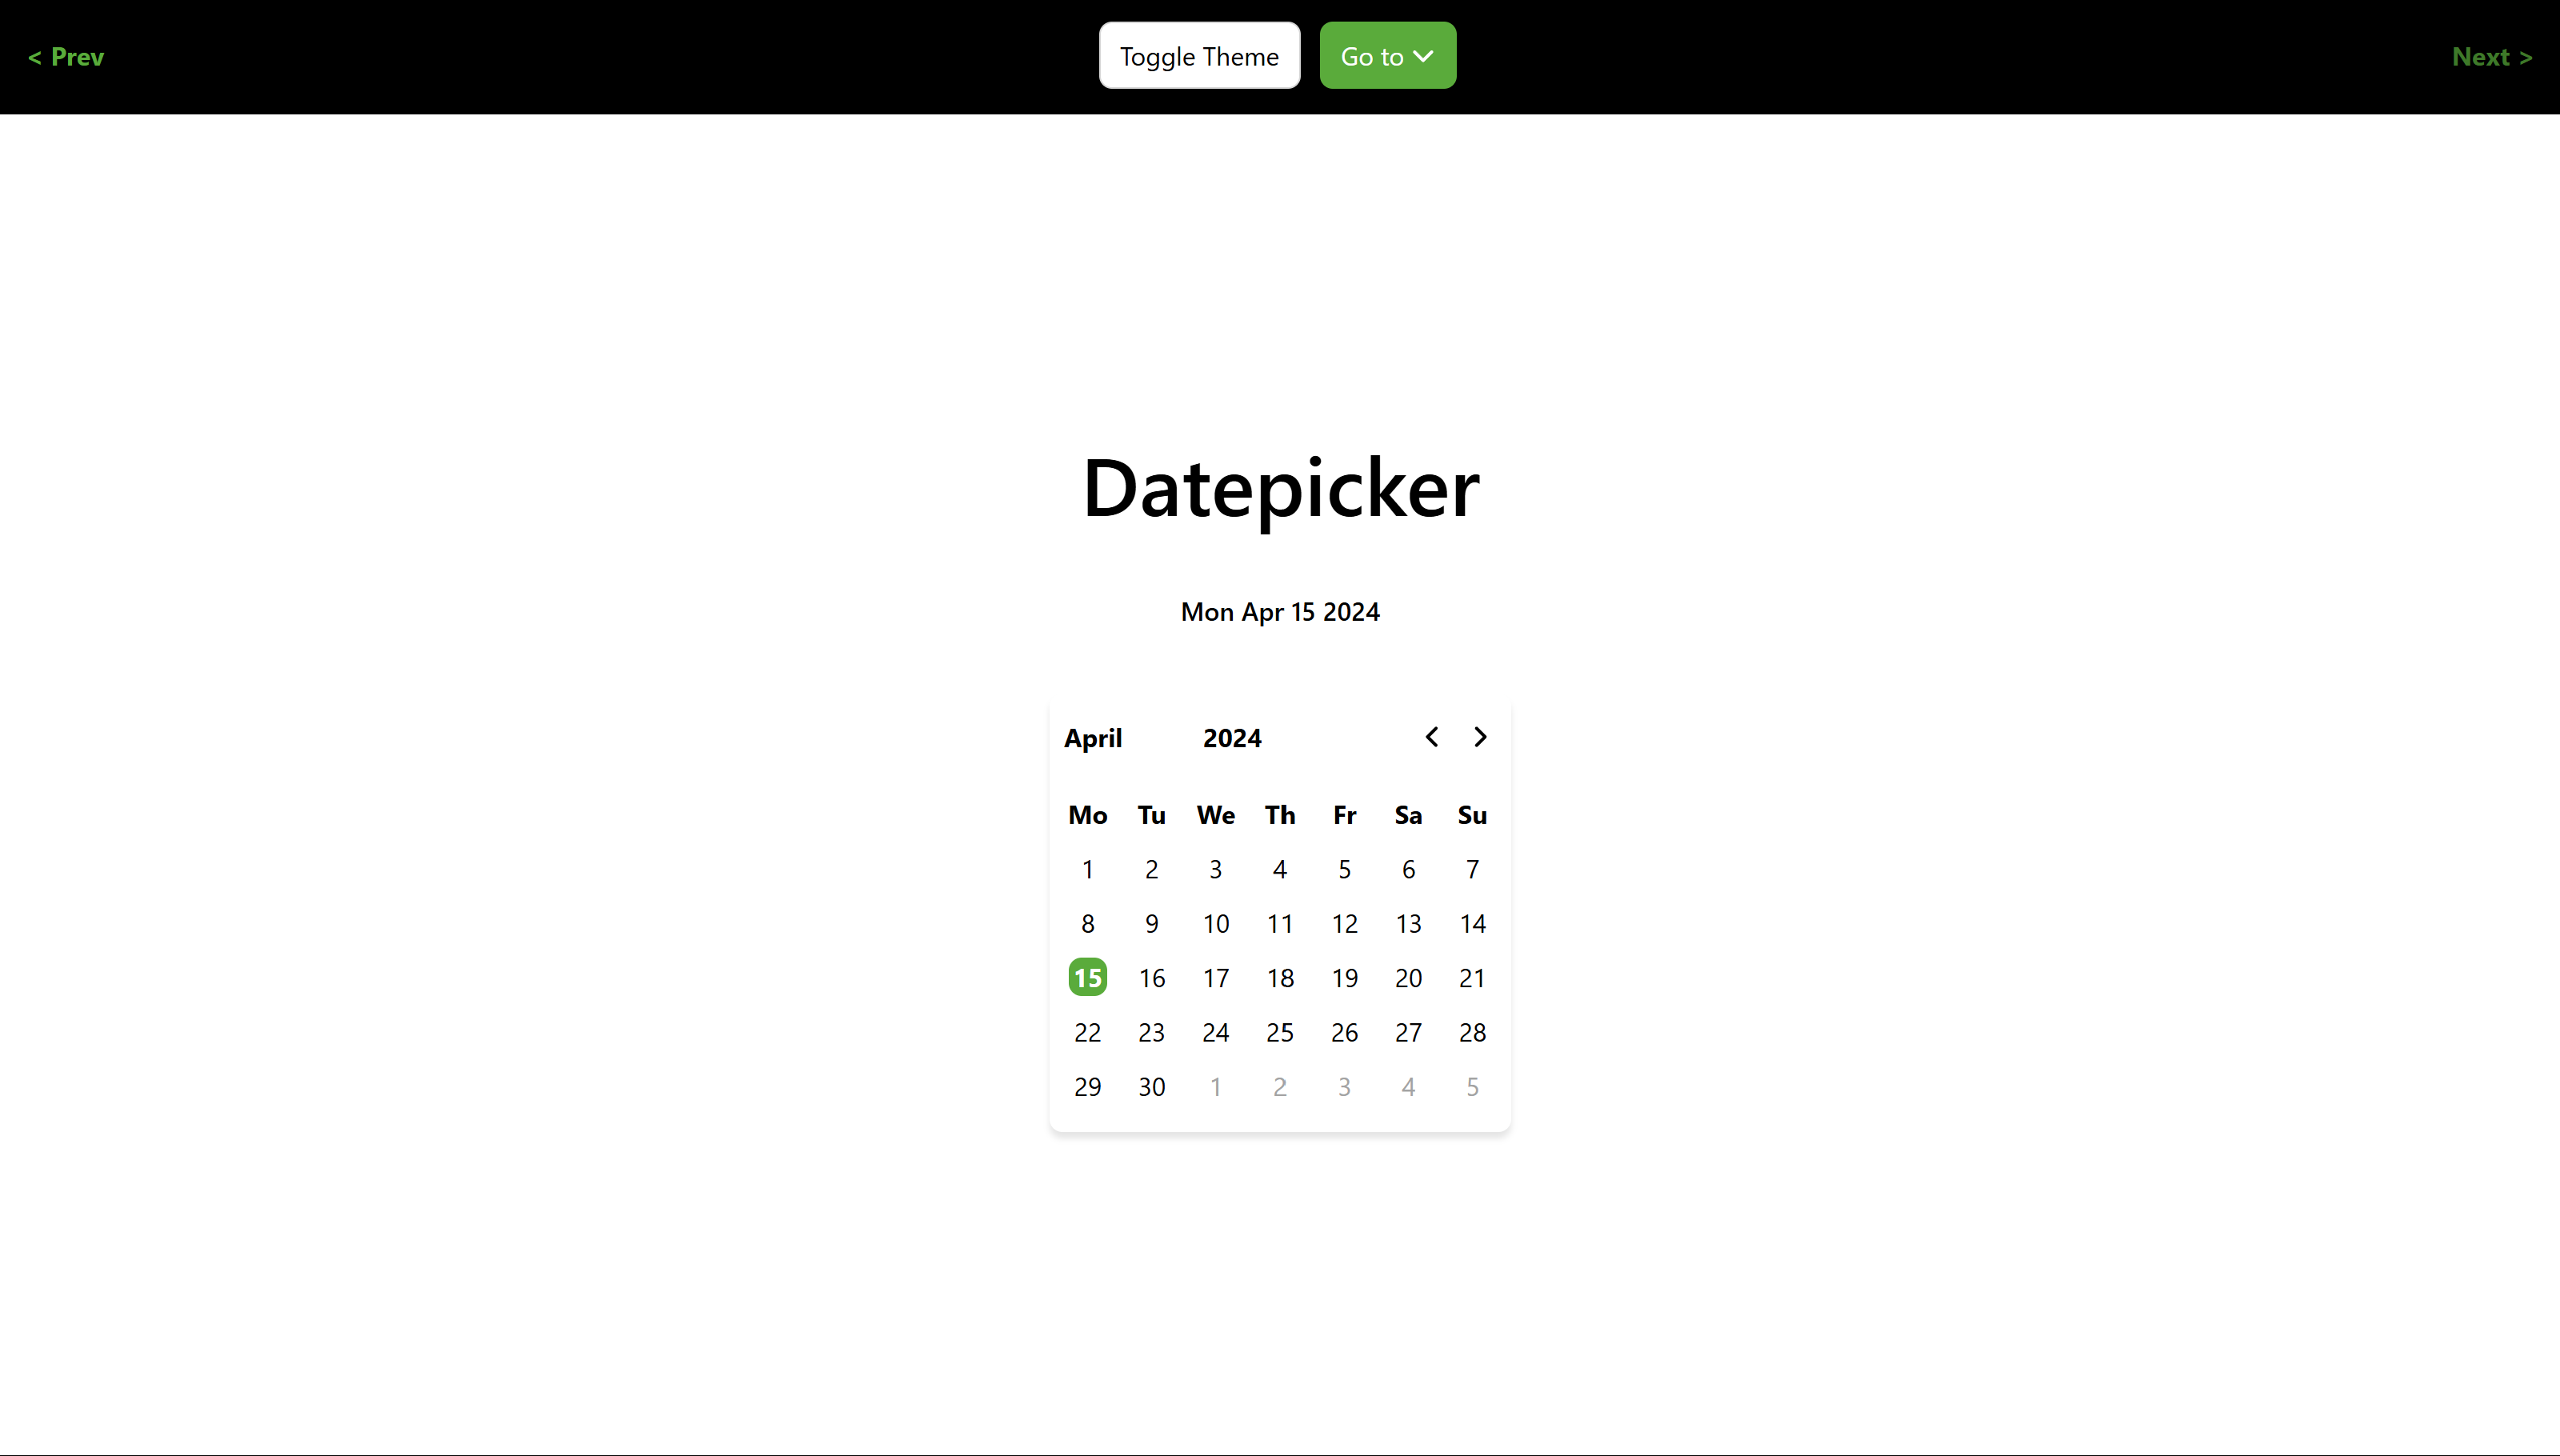 < Prev Toggle Theme Go to Next >
Datepicker
Mon Apr 15 2024
April 2024
Mo Tu We Th Fr Sa Su
1 2 3 4 5 6 7
8 9 10 11 12 13 14
15 16 17 18 19 20 21
22 23 24 25 26 27 28
29 30 1 2 3 4 5